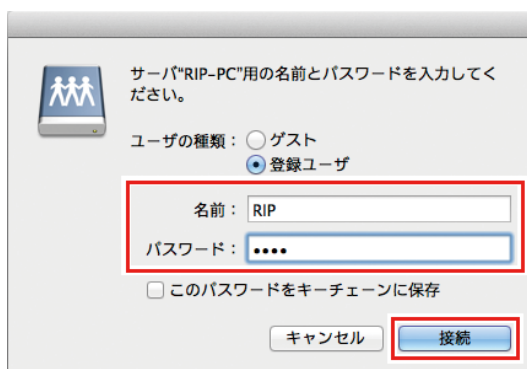 サーバ“RIP-PC”用の名前とパスワードを入力してく
ださい。
ユーザの種類：ゲスト
登録ユーザ
名前：RIP
パスワード：••••
このパスワードをキーチェーンに保存
キャンセル 接続